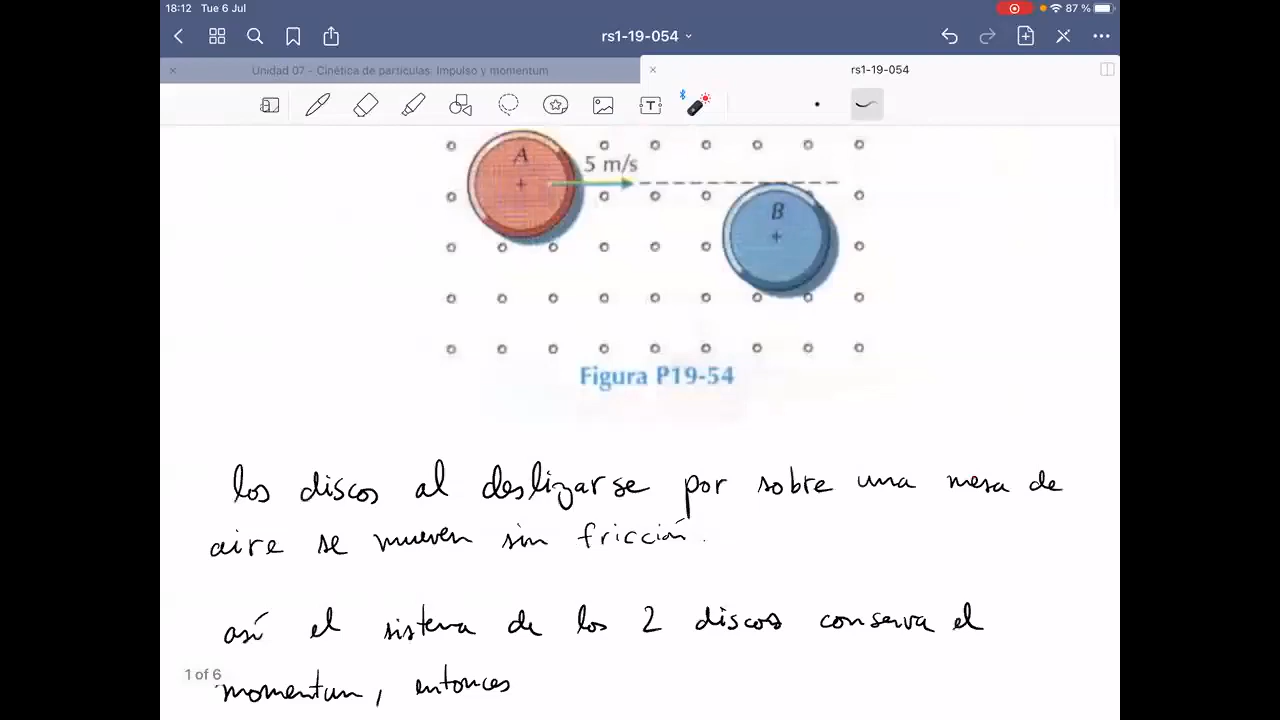 18:12 Tue 6 Jul 87 %
rs1-19-054
Unidad 07 - Cinética de partículas: Impulso y momentum
rs1-19-054
T
A
5 m/s
B
Figura P19-54
los discos al deslizarse por sobre una mesa de
aire se mueven sin fricción.
así el sistema de los 2 discos conserva el
1 of 6
momentum, entonces